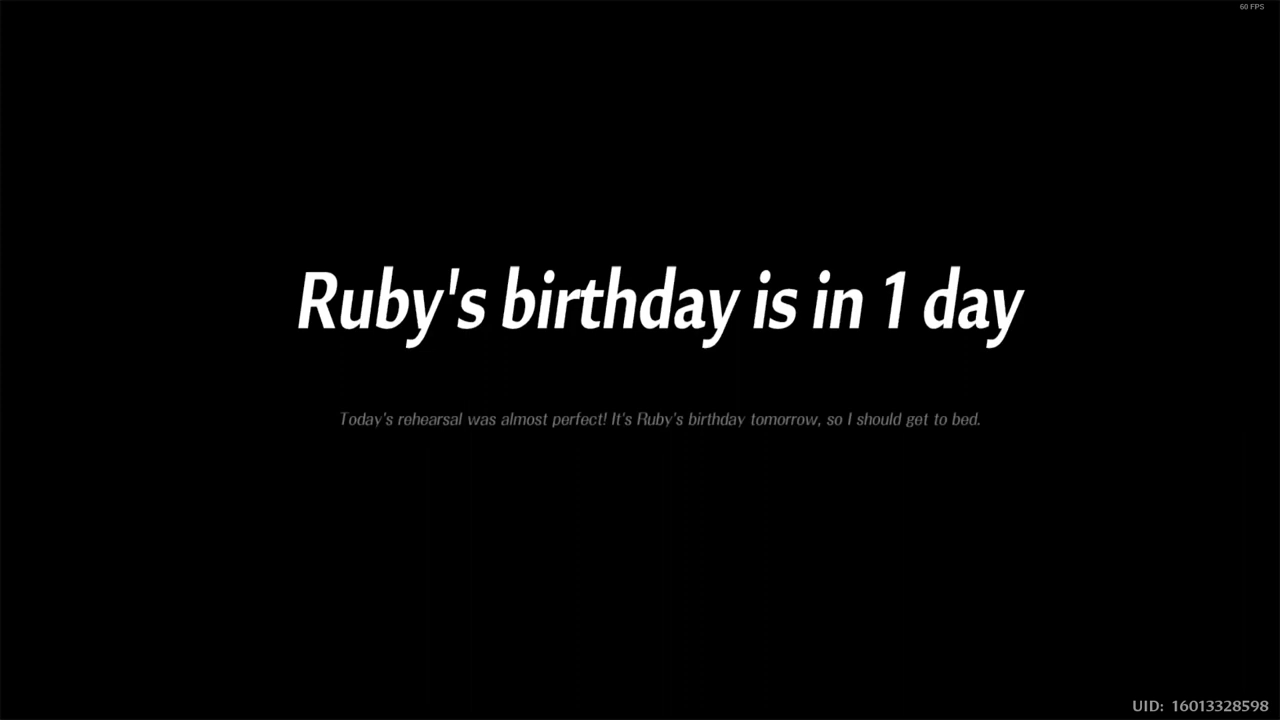 60 FPS
Ruby's birthday is in 1 day
Today's rehearsal was almost perfect! It's Ruby's birthday tomorrow, so I should get to bed.
UID: 16013328598